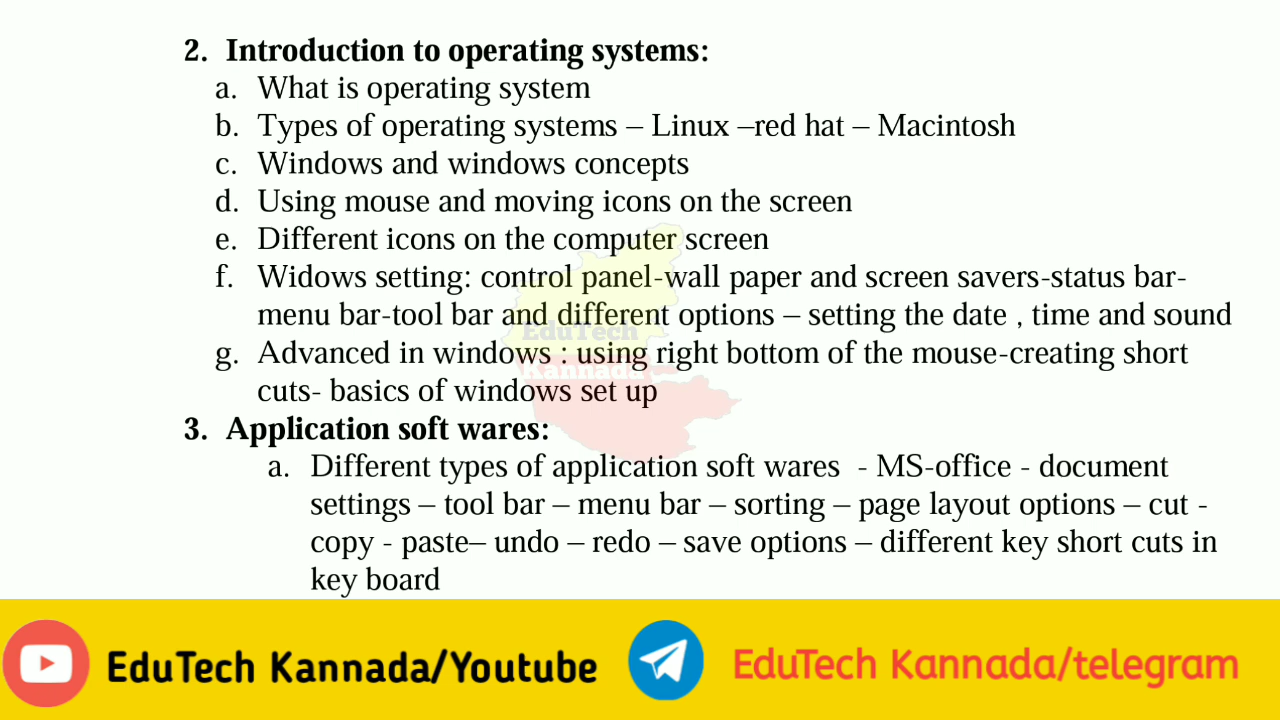 2. Introduction to operating systems:
a. What is operating system
b. Types of operating systems – Linux –red hat – Macintosh
c. Windows and windows concepts
d. Using mouse and moving icons on the screen
e. Different icons on the computer screen
f. Widows setting: control panel-wall paper and screen savers-status bar-
menu bar-tool bar and different options – setting the date , time and sound
g. Advanced in windows : using right bottom of the mouse-creating short
cuts- basics of windows set up
EduTech
Kannada
3. Application soft wares:
a. Different types of application soft wares - MS-office - document
settings – tool bar – menu bar – sorting – page layout options – cut -
copy - paste– undo – redo – save options – different key short cuts in
key board
EduTech Kannada/Youtube
EduTech Kannada/telegram